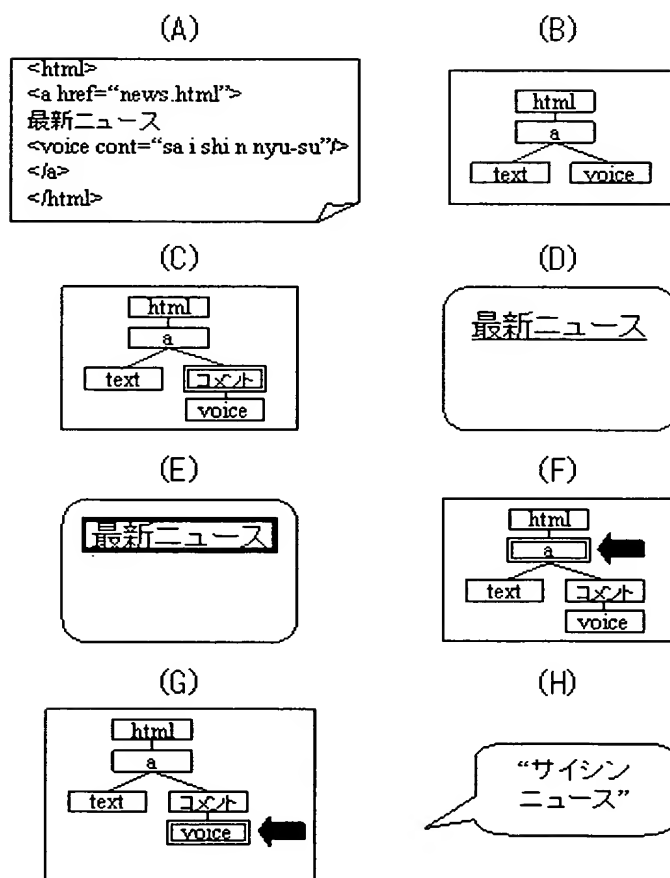 (A)
<html>
<a href=“news.html”>
最新ニュース
<voice cont=“sa i shi n nyu-su”/>
</a>
</html>
(B)
html
a
text voice
(C)
html
a
text コメント
voice
(D)
最新ニュース
(E)
最新ニュース
(F)
html
a
text コメント
voice
(G)
html
a
text コメント
voice
(H)
“サイシン
ニュース”